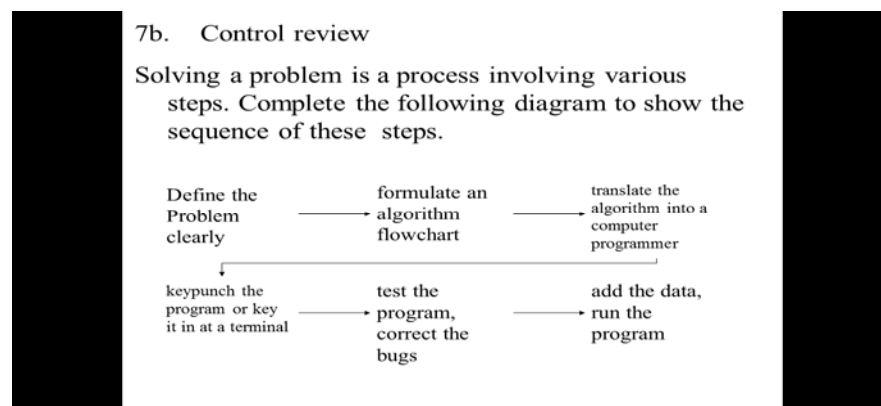 7b. Control review
Solving a problem is a process involving various
steps. Complete the following diagram to show the
sequence of these steps.
Define the
Problem
clearly
formulate an
algorithm
flowchart
translate the
algorithm into a
computer
programmer
keypunch the
program or key
it in at a terminal
test the
program,
correct the
bugs
add the data,
run the
program